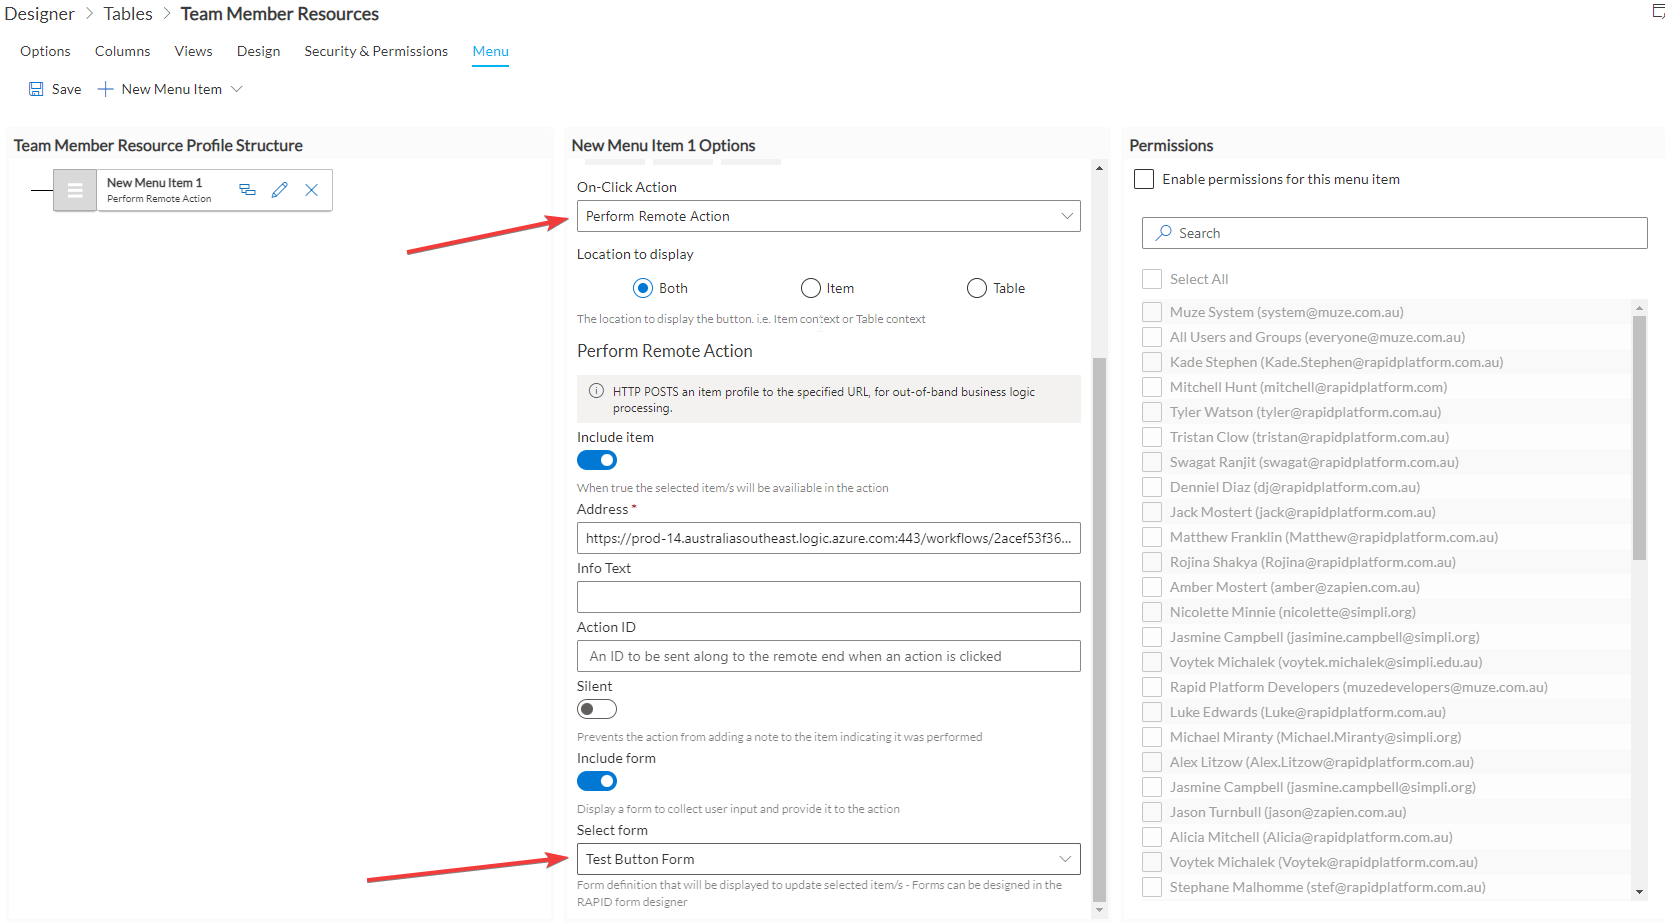 Designer > Tables > Team Member Resources
Options Columns Views Design Security & Permissions Menu
Save New Menu Item
Team Member Resource Profile Structure
New Menu Item 1
Perform Remote Action
New Menu Item 1 Options
On-Click Action
Perform Remote Action
Location to display
Both Item Table
The location to display the button. i.e. Item context or Table context
Perform Remote Action
HTTP POSTS an item profile to the specified URL, for out-of-band business logic
processing.
Include item
When true the selected item/s will be availiable in the action
Address *
https://prod-14.australiasoutheast.logic.azure.com:443/workflows/2acef53f36...
Info Text
Action ID
An ID to be sent along to the remote end when an action is clicked
Silent
Prevents the action from adding a note to the item indicating it was performed
Include form
Display a form to collect user input and provide it to the action
Select form
Test Button Form
Form definition that will be displayed to update selected item/s - Forms can be designed in the
RAPID form designer
Permissions
Enable permissions for this menu item
Search
Select All
Muze System (system@muze.com.au)
All Users and Groups (everyone@muze.com.au)
Kade Stephen (Kade.Stephen@rapidplatform.com.au)
Mitchell Hunt (mitchell@rapidplatform.com)
Tyler Watson (tyler@rapidplatform.com.au)
Tristan Clow (tristan@rapidplatform.com.au)
Swagat Ranjit (swagat@rapidplatform.com.au)
Denniel Diaz (dj@rapidplatform.com.au)
Jack Mostert (jack@rapidplatform.com.au)
Matthew Franklin (Matthew@rapidplatform.com.au)
Rojina Shakya (Rojina@rapidplatform.com.au)
Amber Mostert (amber@zapien.com.au)
Nicolette Minnie (nicolette@simpli.org)
Jasmine Campbell (jasimine.campbell@simpli.org)
Voytek Michalek (voytek.michalek@simpli.edu.au)
Rapid Platform Developers (muzedevelopers@muze.com.au)
Luke Edwards (Luke@rapidplatform.com.au)
Michael Miranty (Michael.Miranty@simpli.org)
Alex Litzow (Alex.Litzow@rapidplatform.com.au)
Jasmine Campbell (jasmine.campbell@simpli.org)
Jason Turnbull (jason@zapien.com.au)
Alicia Mitchell (Alicia@rapidplatform.com.au)
Voytek Michalek (Voytek@rapidplatform.com.au)
Stephane Malhomme (stef@rapidplatform.com.au)